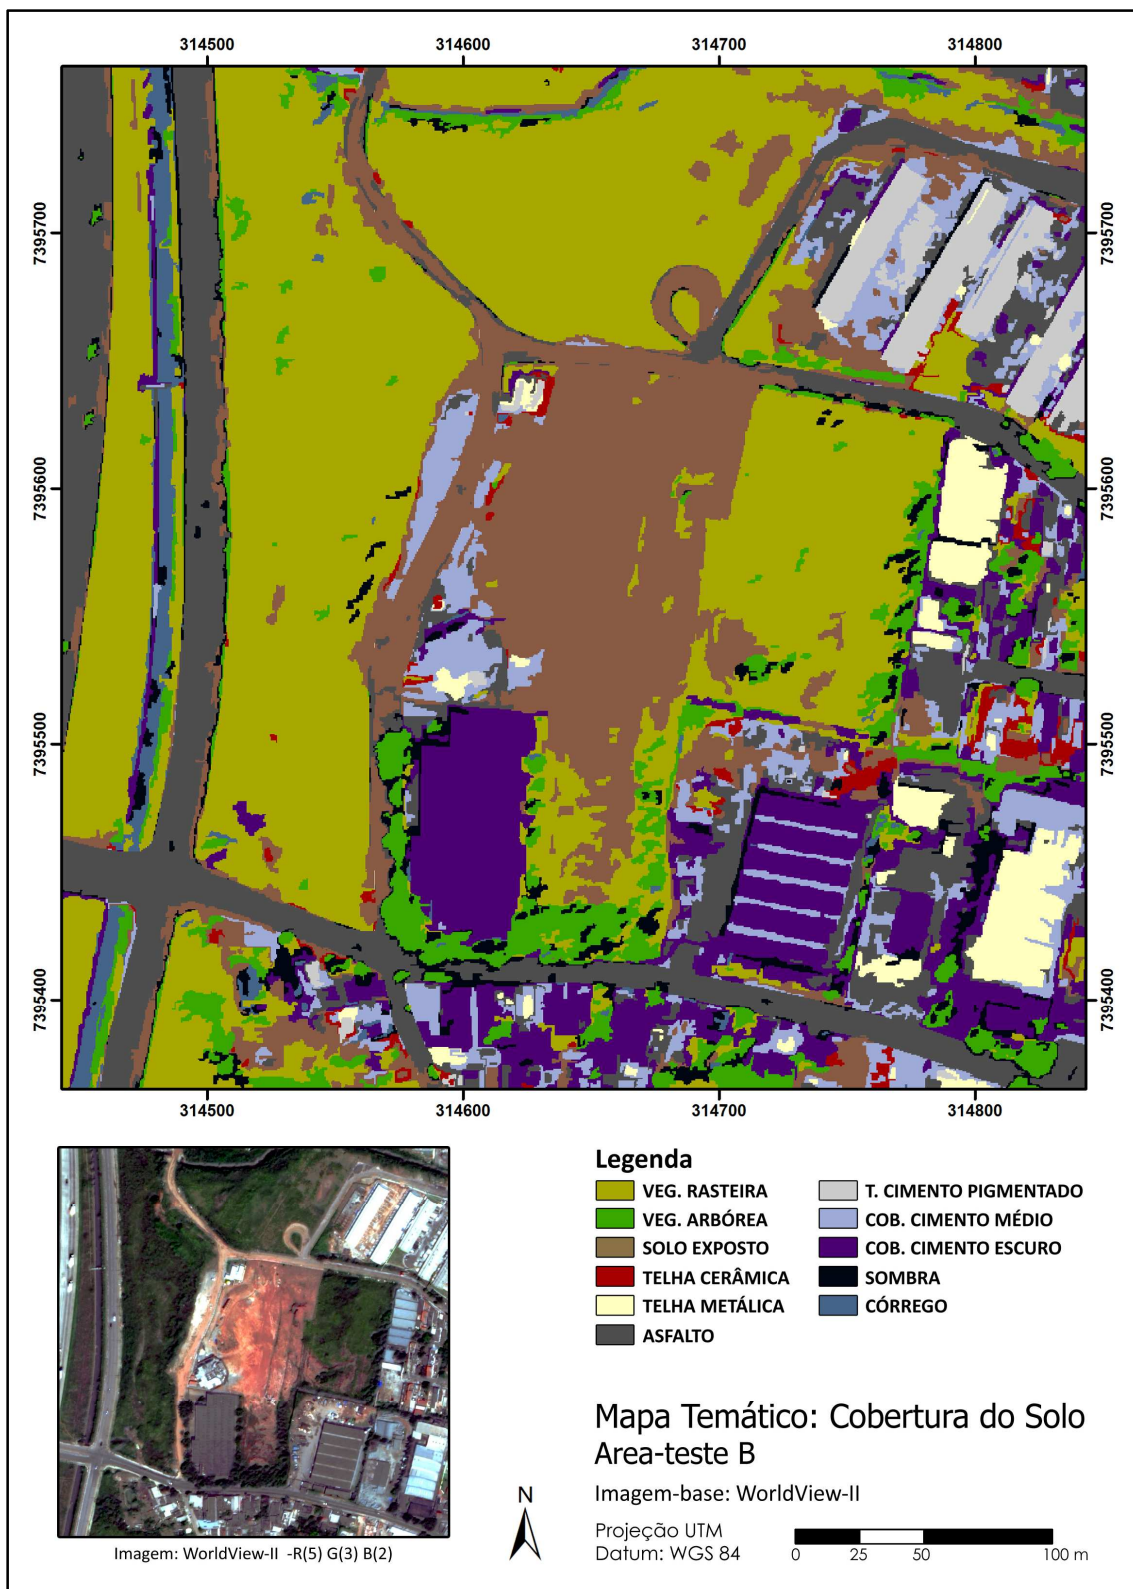 314500 314600 314700 314800
7395700 7395700
7395600 7395600
7395500 7395500
7395400 7395400
314500 314600 314700 314800
Legenda
VEG. RASTEIRA
VEG. ARBÓREA
SOLO EXPOSTO
TELHA CERÂMICA
TELHA METÁLICA
ASFALTO
T. CIMENTO PIGMENTADO
COB. CIMENTO MÉDIO
COB. CIMENTO ESCURO
SOMBRA
CÓRREGO
Mapa Temático: Cobertura do Solo
Area-teste B
Imagem-base: WorldView-II
Projeção UTM
Datum: WGS 84
0 25 50 100 m
N
Imagem: WorldView-II -R(5) G(3) B(2)